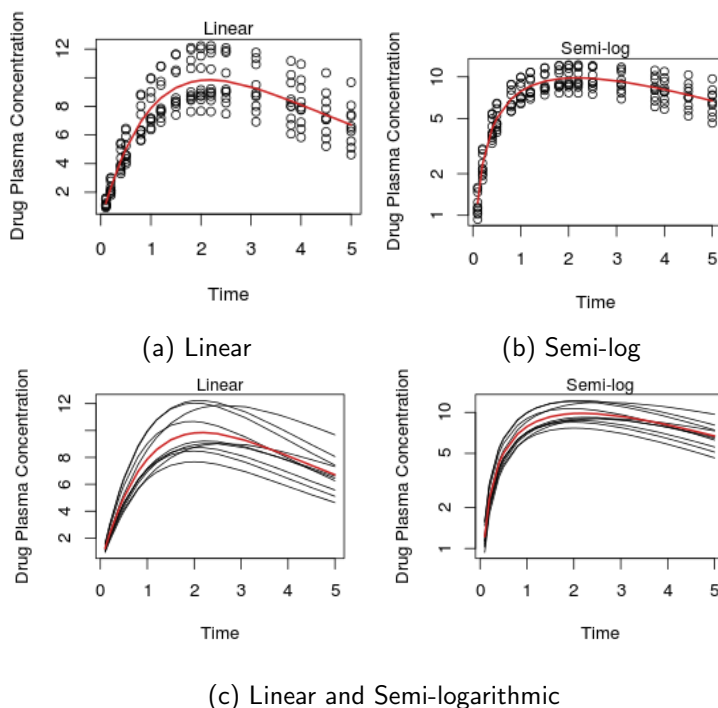 Linear
Drug Plasma Concentration
12
10
8
6
4
2
0 1 2 3 4 5
Time
(a) Linear
Semi-log
Drug Plasma Concentration
10
5
2
1
0 1 2 3 4 5
Time
(b) Semi-log
Linear
Drug Plasma Concentration
12
8
6
4
2
0 1 2 3 4 5
Time
Semi-log
Drug Plasma Concentration
10
5
2
1
0 1 2 3 4 5
Time
(c) Linear and Semi-logarithmic